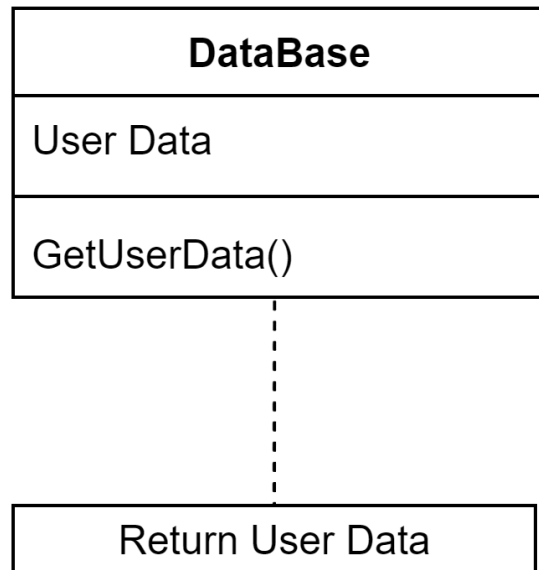 DataBase
User Data
GetUserData()
Return User Data